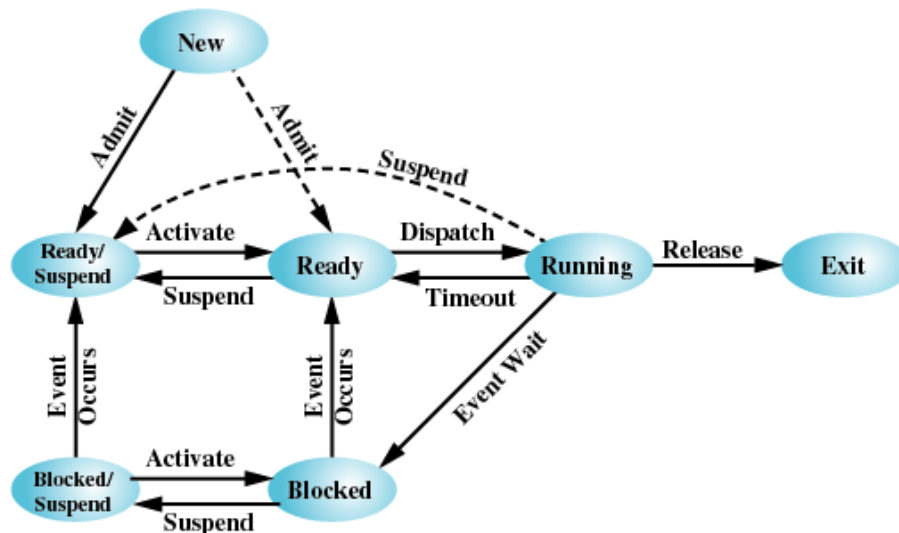 New
Admit
Admit
Suspend
Ready/
Suspend
Activate
Suspend
Ready
Dispatch
Timeout
Running
Release
Exit
Event
Occurs
Event
Occurs
Event Wait
Blocked/
Suspend
Activate
Suspend
Blocked